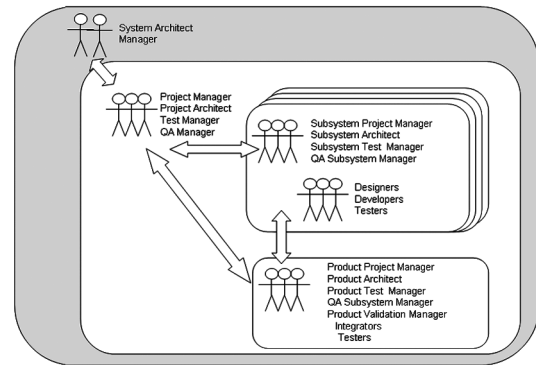 System Architect
Manager
Project Manager
Project Architect
Test Manager
QA Manager
Subsystem Project Manager
Subsystem Architect
Subsystem Test Manager
QA Subsystem Manager
Designers
Developers
Testers
Product Project Manager
Product Architect
Product Test Manager
QA Subsystem Manager
Product Validation Manager
Integrators
Testers